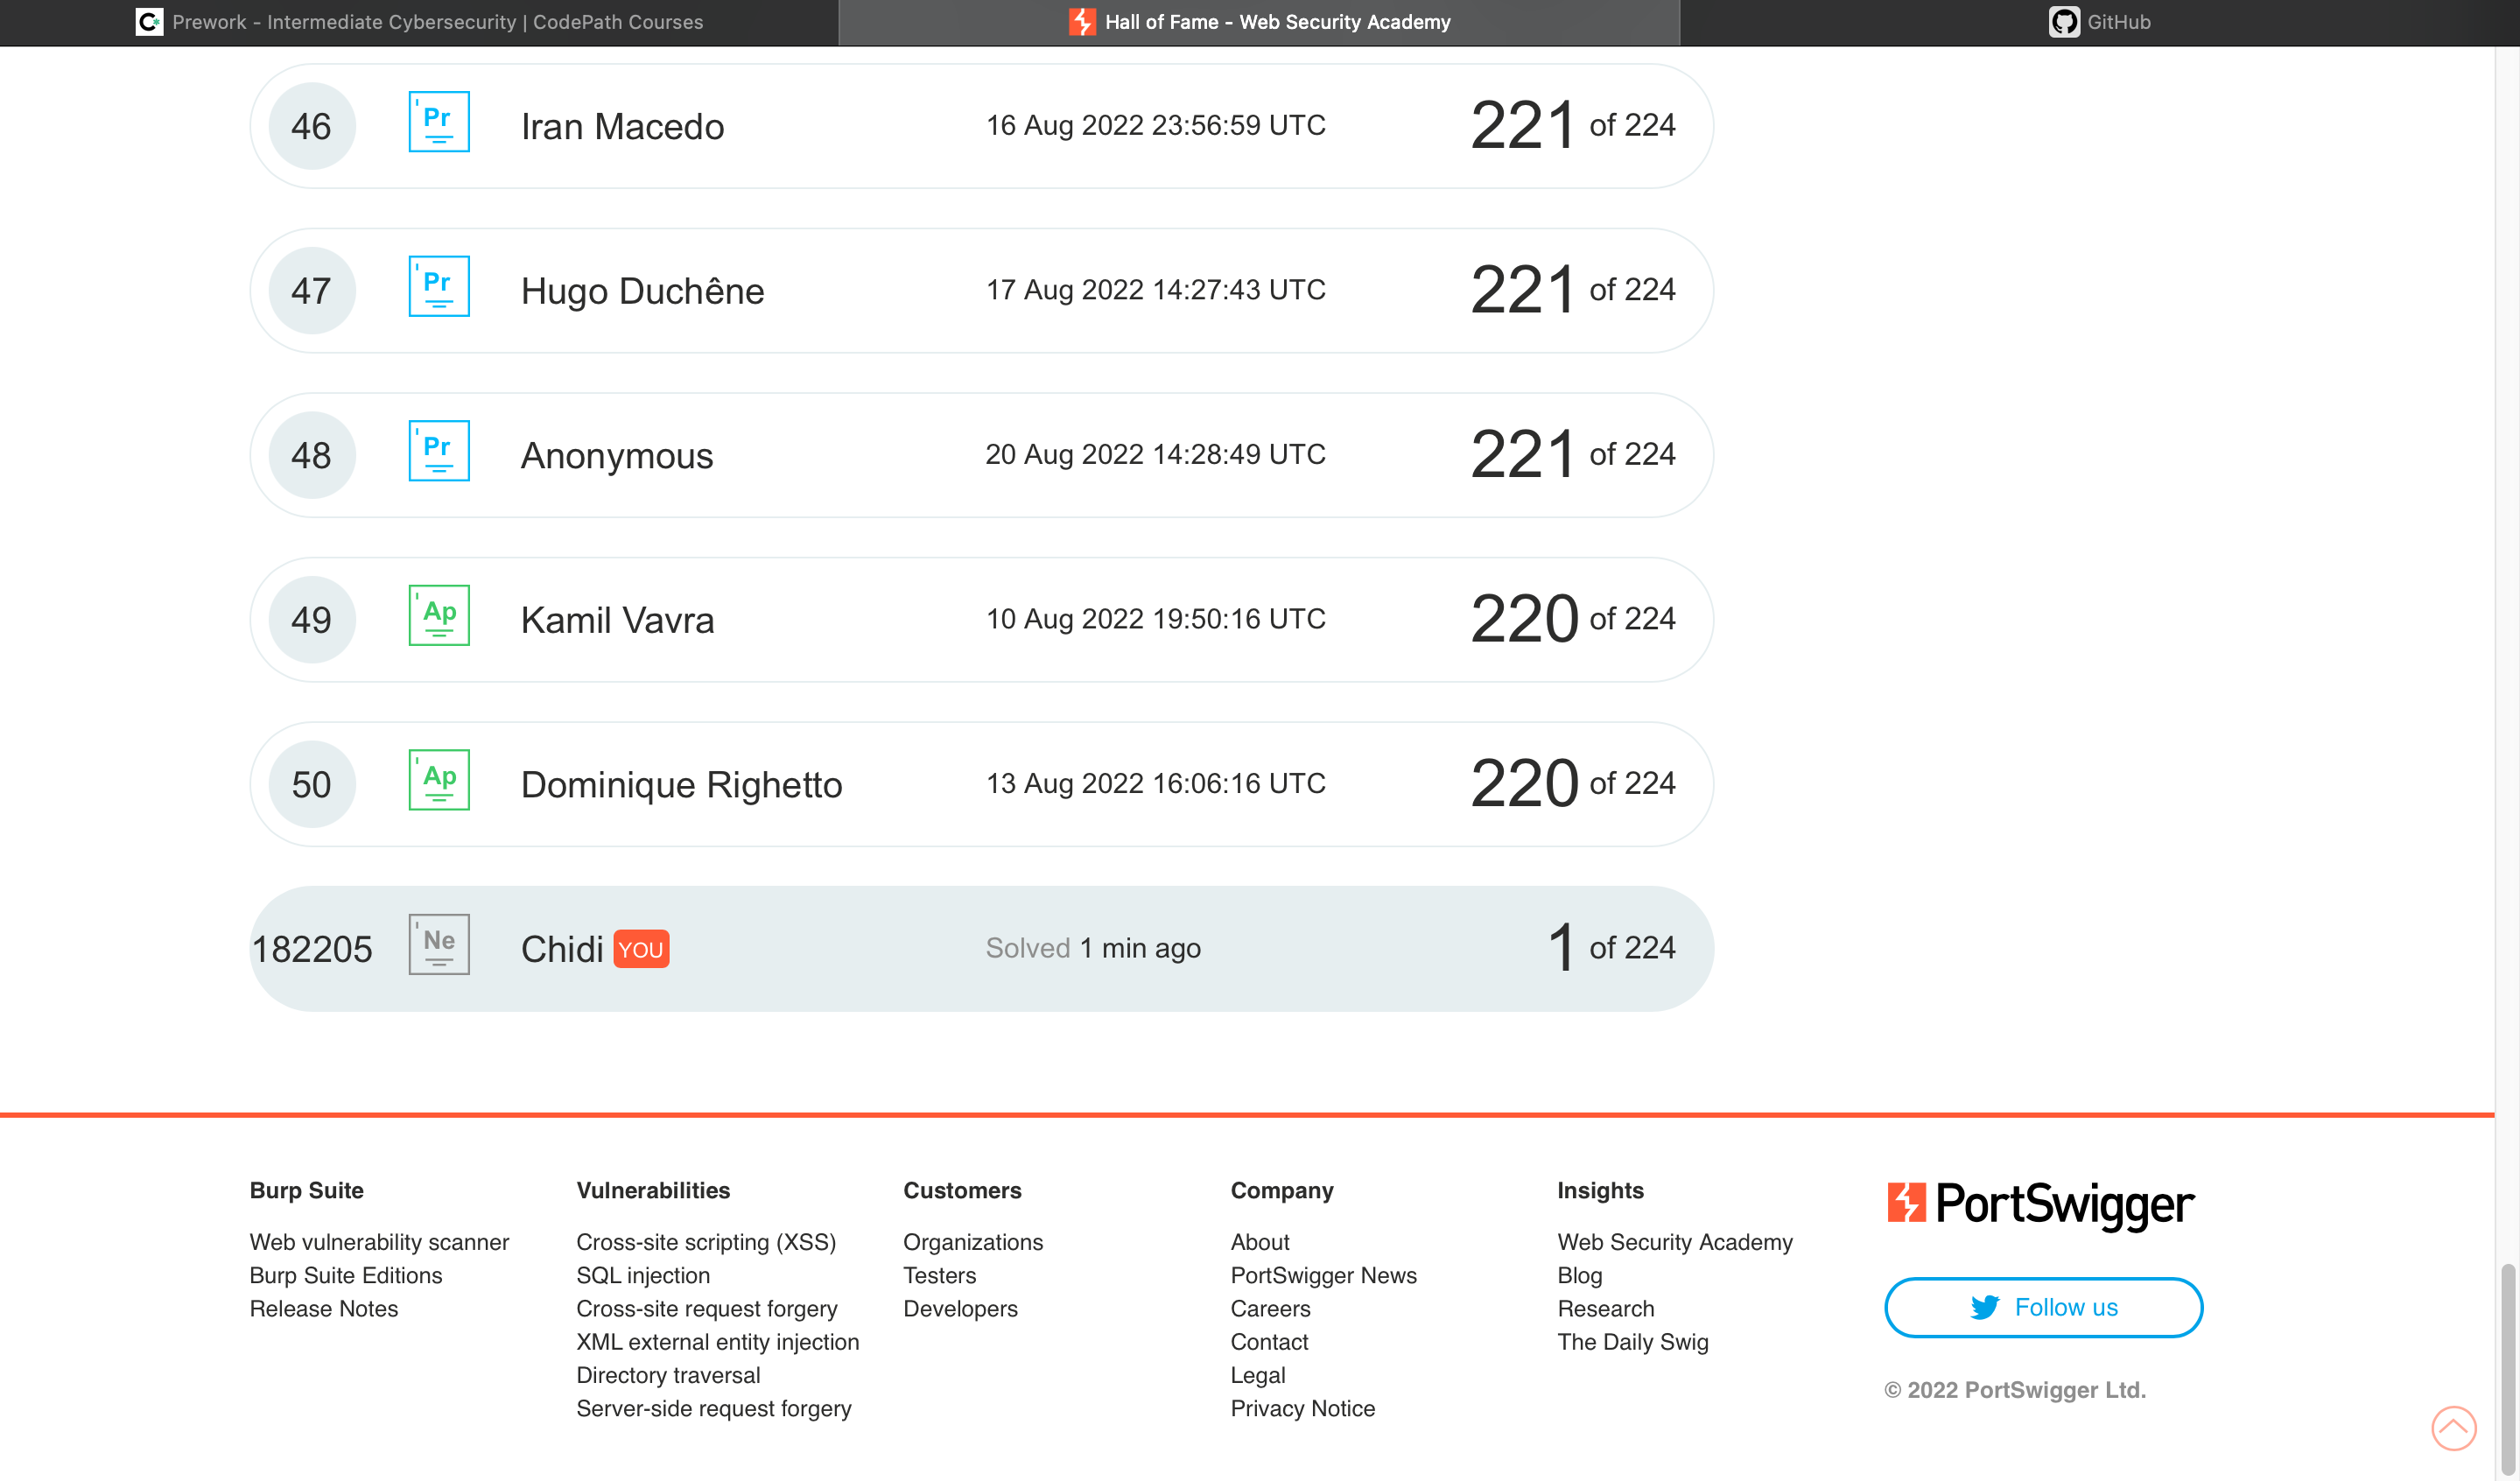 Prework - Intermediate Cybersecurity | CodePath Courses
Hall of Fame - Web Security Academy
GitHub
46 Pr Iran Macedo 16 Aug 2022 23:56:59 UTC 221 of 224
47 Pr Hugo Duchêne 17 Aug 2022 14:27:43 UTC 221 of 224
48 Pr Anonymous 20 Aug 2022 14:28:49 UTC 221 of 224
49 Ap Kamil Vavra 10 Aug 2022 19:50:16 UTC 220 of 224
50 Ap Dominique Righetto 13 Aug 2022 16:06:16 UTC 220 of 224
182205 Ne Chidi YOU Solved 1 min ago 1 of 224
Burp Suite
Web vulnerability scanner
Burp Suite Editions
Release Notes
Vulnerabilities
Cross-site scripting (XSS)
SQL injection
Cross-site request forgery
XML external entity injection
Directory traversal
Server-side request forgery
Customers
Organizations
Testers
Developers
Company
About
PortSwigger News
Careers
Contact
Legal
Privacy Notice
Insights
Web Security Academy
Blog
Research
The Daily Swig
PortSwigger
Follow us
© 2022 PortSwigger Ltd.